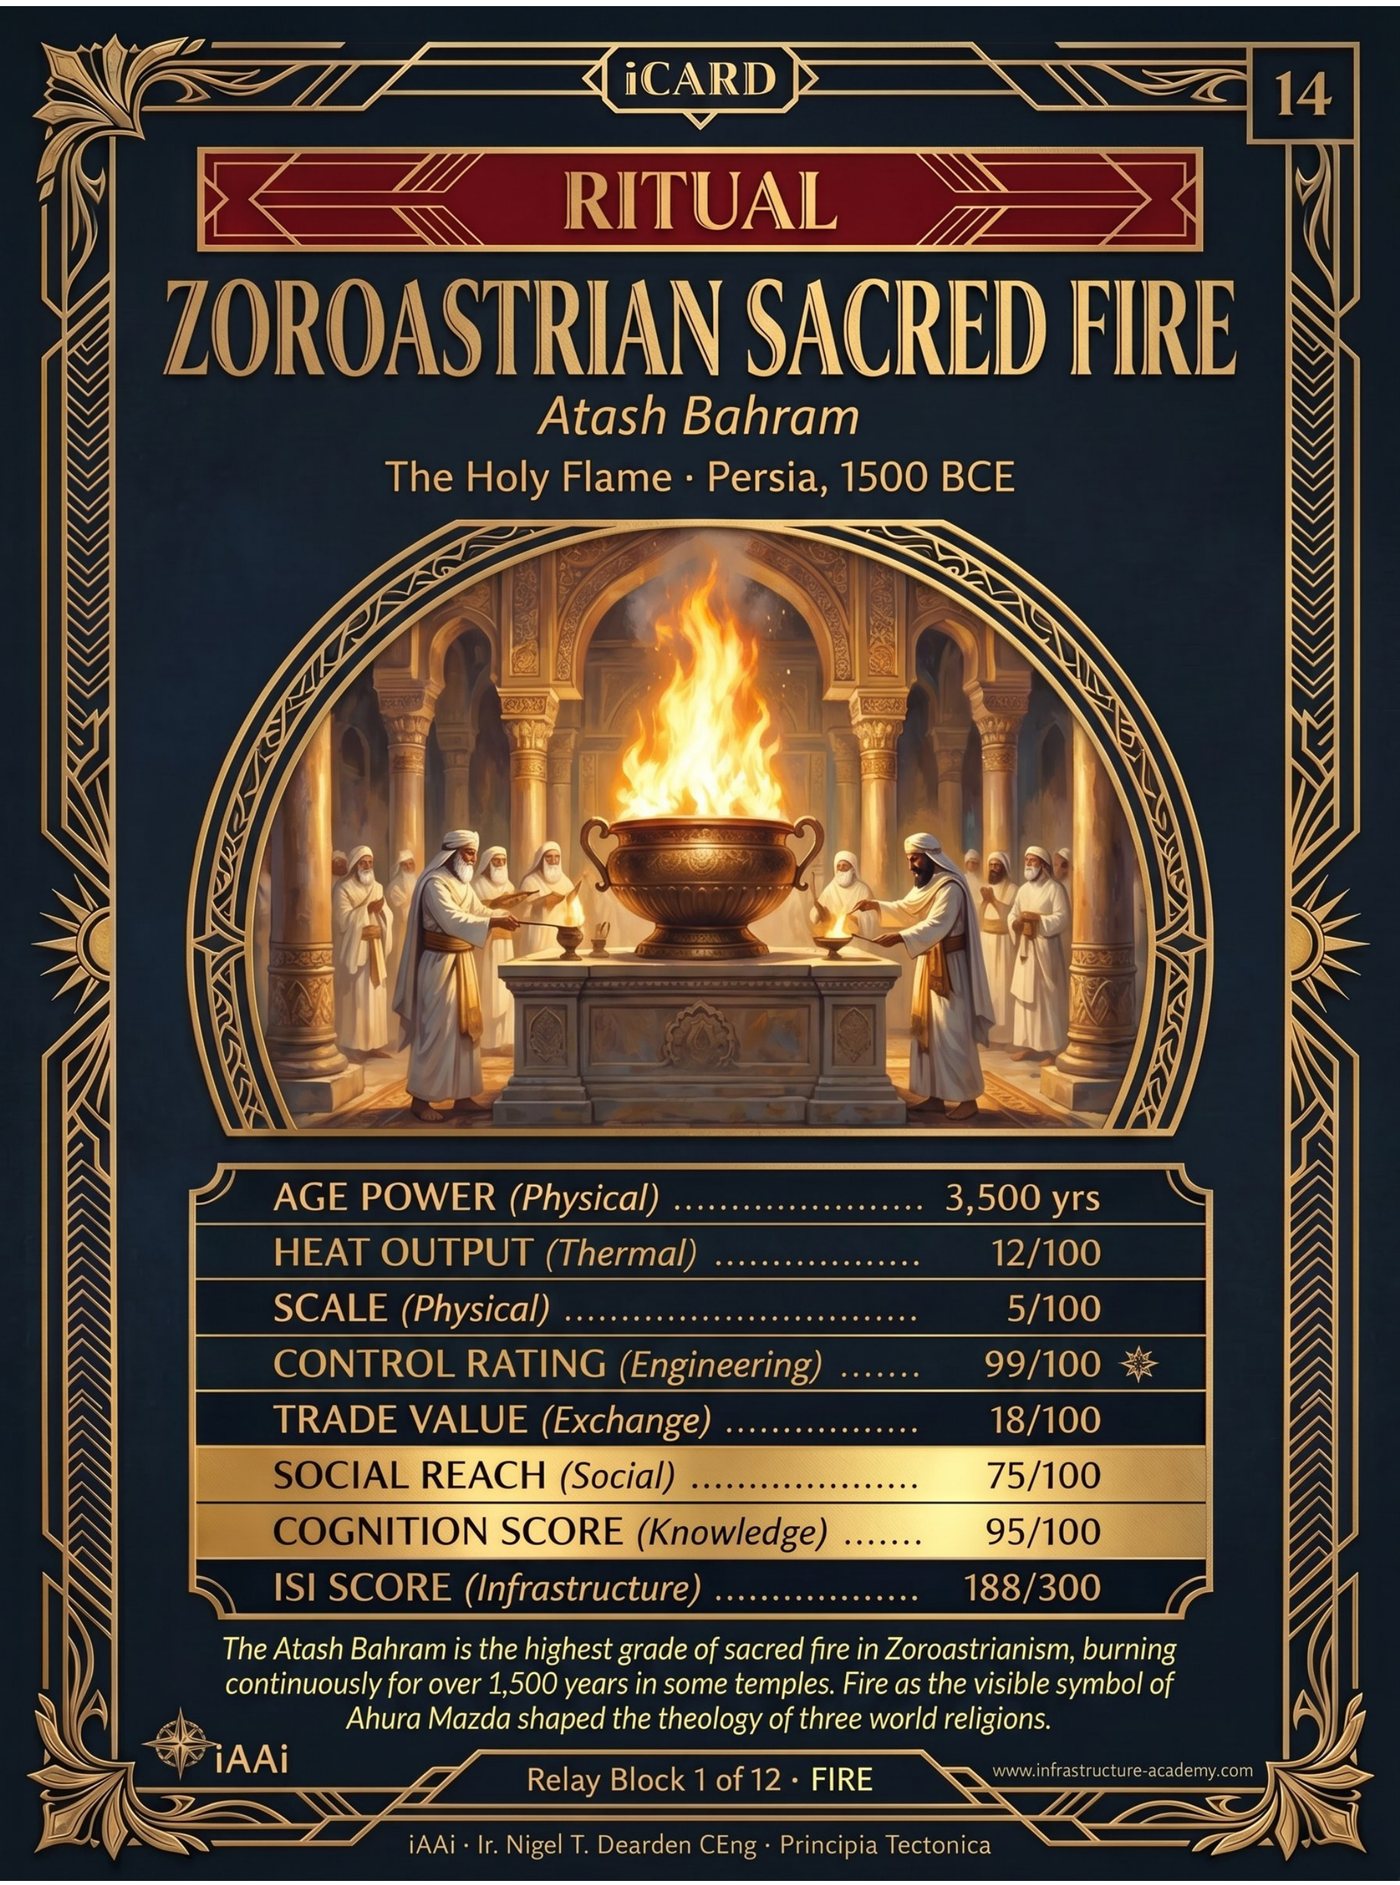 iCARD
14
RITUAL
ZOROASTRIAN SACRED FIRE
Atash Bahram
The Holy Flame · Persia, 1500 BCE
AGE POWER (Physical) ...................... 3,500 yrs
HEAT OUTPUT (Thermal) .................. 12/100
SCALE (Physical) ............................... 5/100
CONTROL RATING (Engineering) ....... 99/100
TRADE VALUE (Exchange) ................. 18/100
SOCIAL REACH (Social) .................... 75/100
COGNITION SCORE (Knowledge) ....... 95/100
ISI SCORE (Infrastructure) .................. 188/300
The Atash Bahram is the highest grade of sacred fire in Zoroastrianism, burning
continuously for over 1,500 years in some temples. Fire as the visible symbol of
Ahura Mazda shaped the theology of three world religions.
iAAi
Relay Block 1 of 12 · FIRE
www.infrastructure-academy.com
iAAi · Ir. Nigel T. Dearden CEng · Principia Tectonica